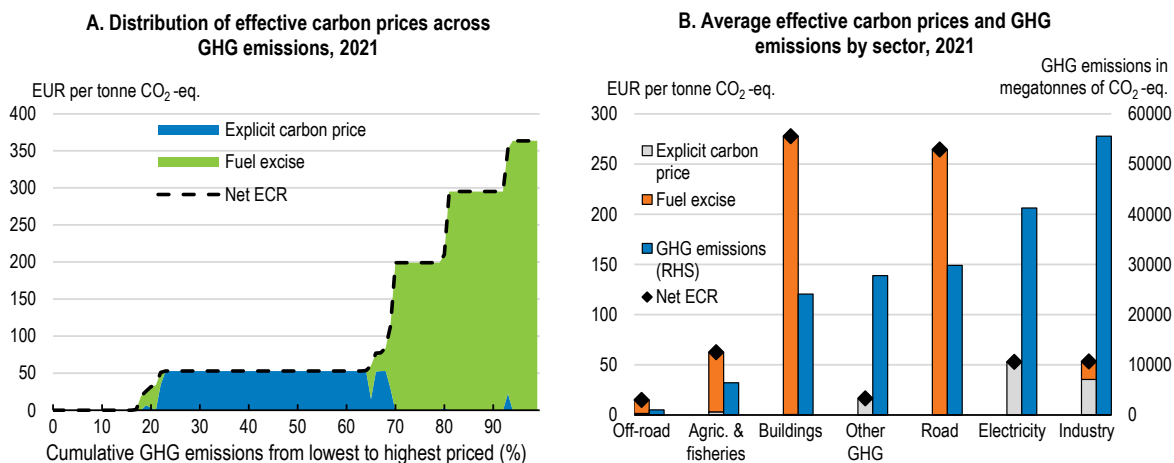 A. Distribution of effective carbon prices across
GHG emissions, 2021
EUR per tonne CO2 -eq.
400
350
300
250
200
150
100
50
0
Explicit carbon price
Fuel excise
Net ECR
0 10 20 30 40 50 60 70 80 90
Cumulative GHG emissions from lowest to highest priced (%)
B. Average effective carbon prices and GHG
emissions by sector, 2021
EUR per tonne CO2 -eq.
GHG emissions in
megatonnes of CO2 -eq.
300
250
200
150
100
50
0
Explicit carbon
price
Fuel excise
GHG emissions
(RHS)
Net ECR
60000
50000
40000
30000
20000
10000
0
Off-road Agric. & Buildings Other Road Electricity Industry
fisheries GHG